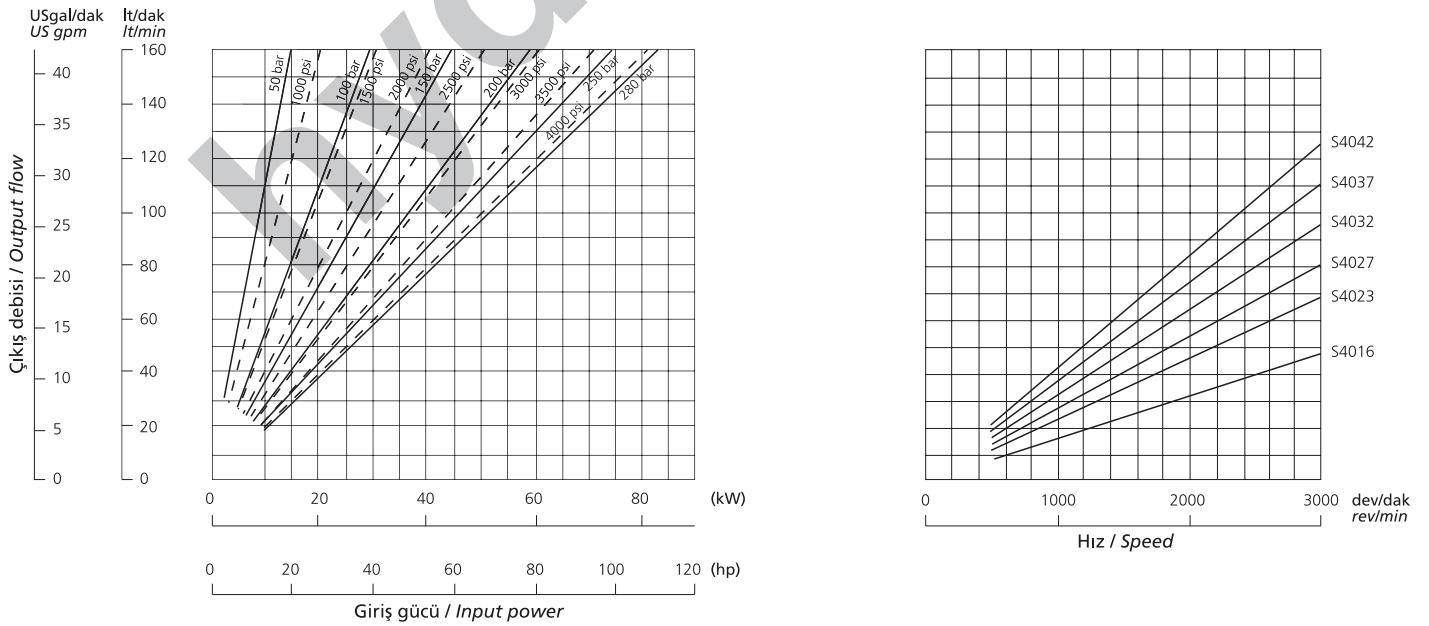 USgal/dak
US gpm
lt/dak
lt/min
160
140
120
100
80
60
40
20
0
40
35
30
25
20
15
10
5
0
Çıkış debisi / Output flow
50 bar
1000 psi
100 bar
1500 psi
2000 psi
150 bar
2500 psi
200 bar
3000 psi
3500 psi
250 bar
4000 psi
280 bar
0 20 40 60 80 (kW)
0 20 40 60 80 100 120 (hp)
Giriş gücü / Input power
S4042
S4037
S4032
S4027
S4023
S4016
0 1000 2000 3000 dev/dak
rev/min
Hız / Speed